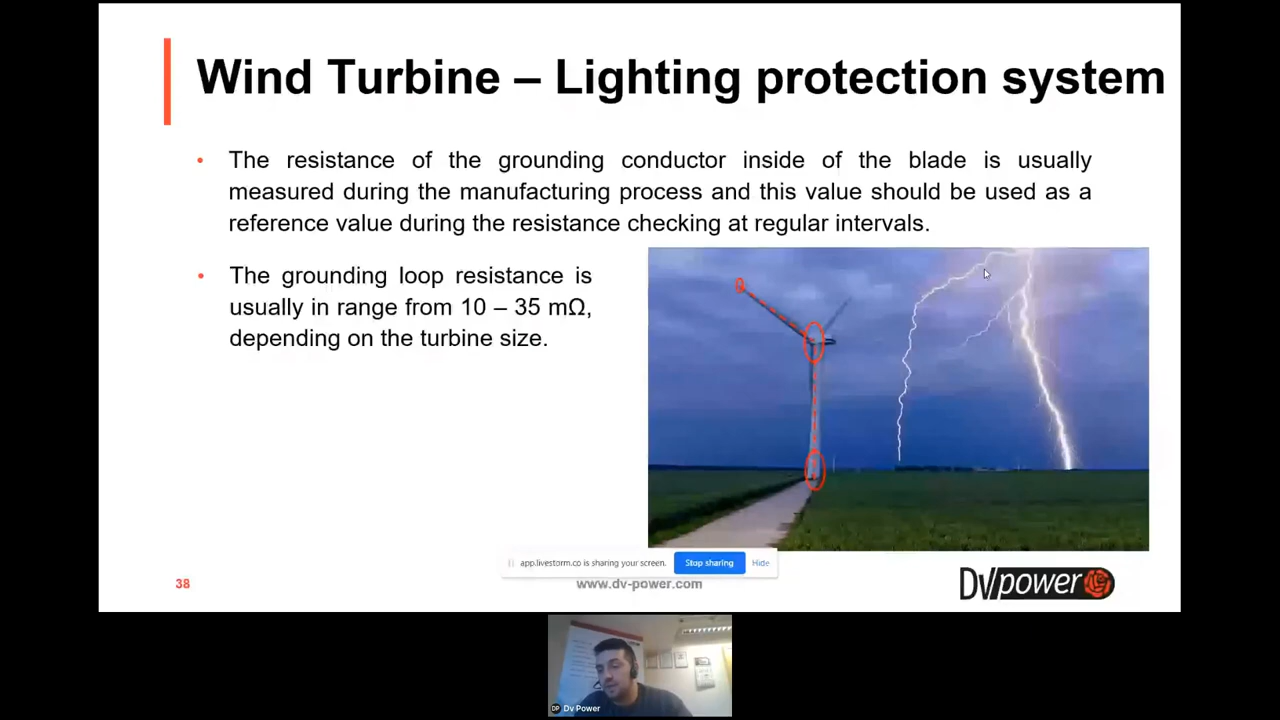 Wind Turbine – Lighting protection system
• The resistance of the grounding conductor inside of the blade is usually
measured during the manufacturing process and this value should be used as a
reference value during the resistance checking at regular intervals.
• The grounding loop resistance is
usually in range from 10 – 35 mΩ,
depending on the turbine size.
app.livestorm.co is sharing your screen. Stop sharing Hide
38
www.dv-power.com
DV power
DP Dv Power